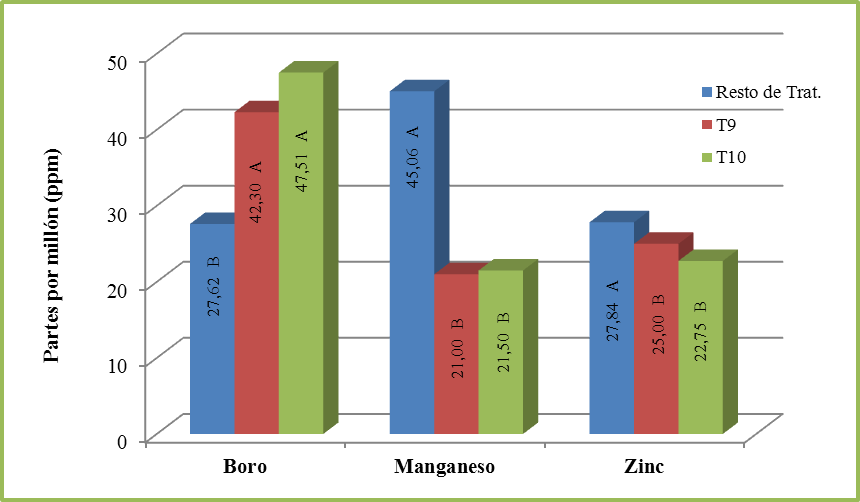 Partes por millón (ppm)
50
40
30
20
10
0
27,62 B
42,30 A
47,51 A
45,06 A
21,00 B
21,50 B
27,84 A
25,00 B
22,75 B
Boro
Manganeso
Zinc
Resto de Trat.
T9
T10